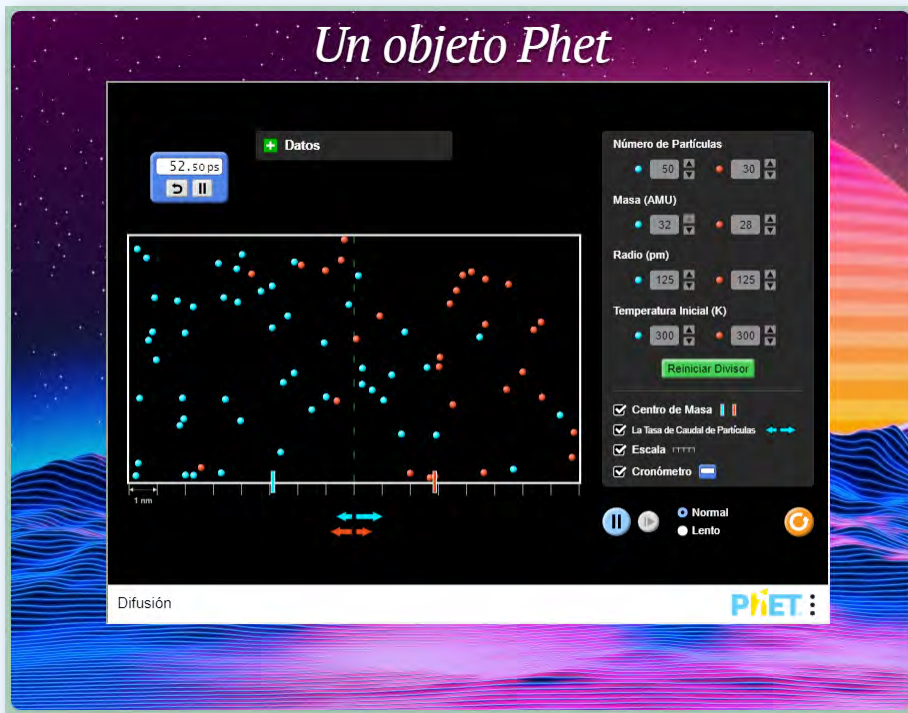 Un objeto Phet
52.50 ps
Datos
Número de Partículas
50 30
Masa (AMU)
32 28
Radio (pm)
125 125
Temperatura Inicial (K)
300 300
Reiniciar Divisor
Centro de Masa
La Tasa de Caudal de Partículas
Escala
Cronómetro
1 nm
Normal
Lento
Difusión
PhET